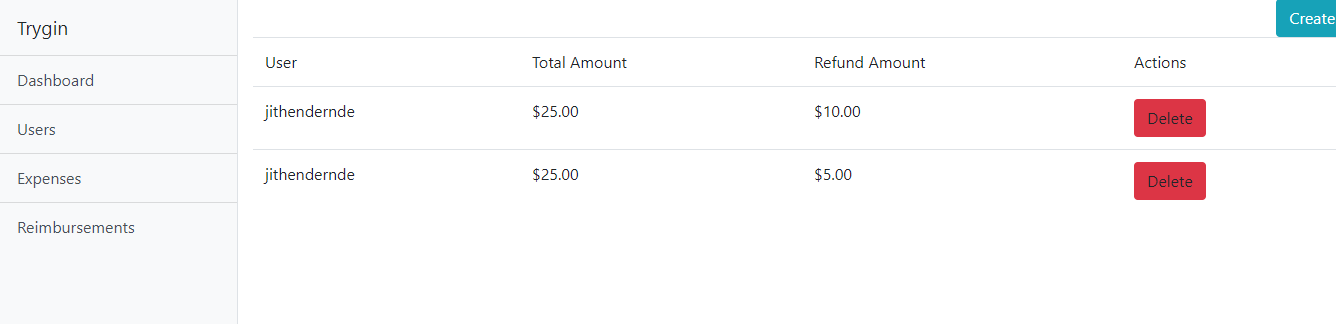 Trygin
Create
Dashboard
Users
Expenses
Reimbursements
User Total Amount Refund Amount Actions
jithendernde $25.00 $10.00 Delete
jithendernde $25.00 $5.00 Delete